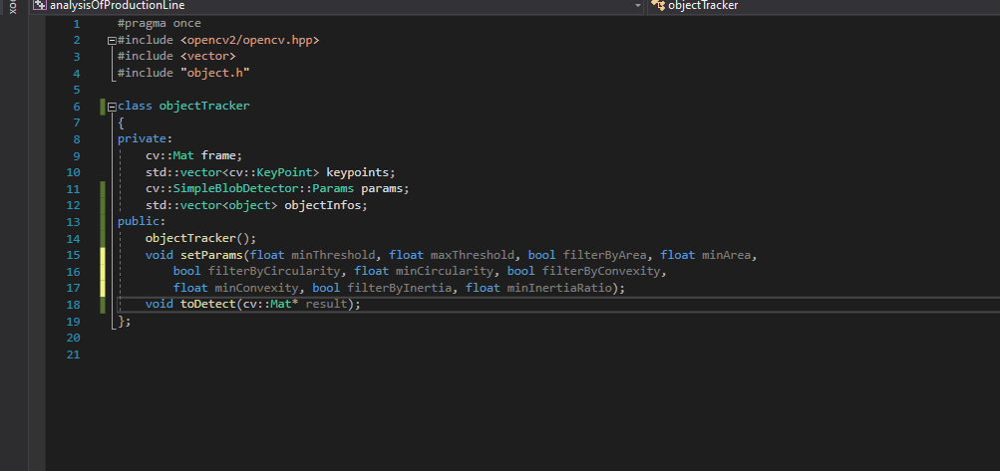 ox
analysisOfProductionLine objectTracker
1 #pragma once
2 #include <opencv2/opencv.hpp>
3 #include <vector>
4 #include "object.h"
5
6 class objectTracker
7 {
8 private:
9 cv::Mat frame;
10 std::vector<cv::KeyPoint> keypoints;
11 cv::SimpleBlobDetector::Params params;
12 std::vector<object> objectInfos;
13 public:
14 objectTracker();
15 void setParams(float minThreshold, float maxThreshold, bool filterByArea, float minArea,
16 bool filterByCircularity, float minCircularity, bool filterByConvexity,
17 float minConvexity, bool filterByInertia, float minInertiaRatio);
18 void toDetect(cv::Mat* result);
19 };
20
21